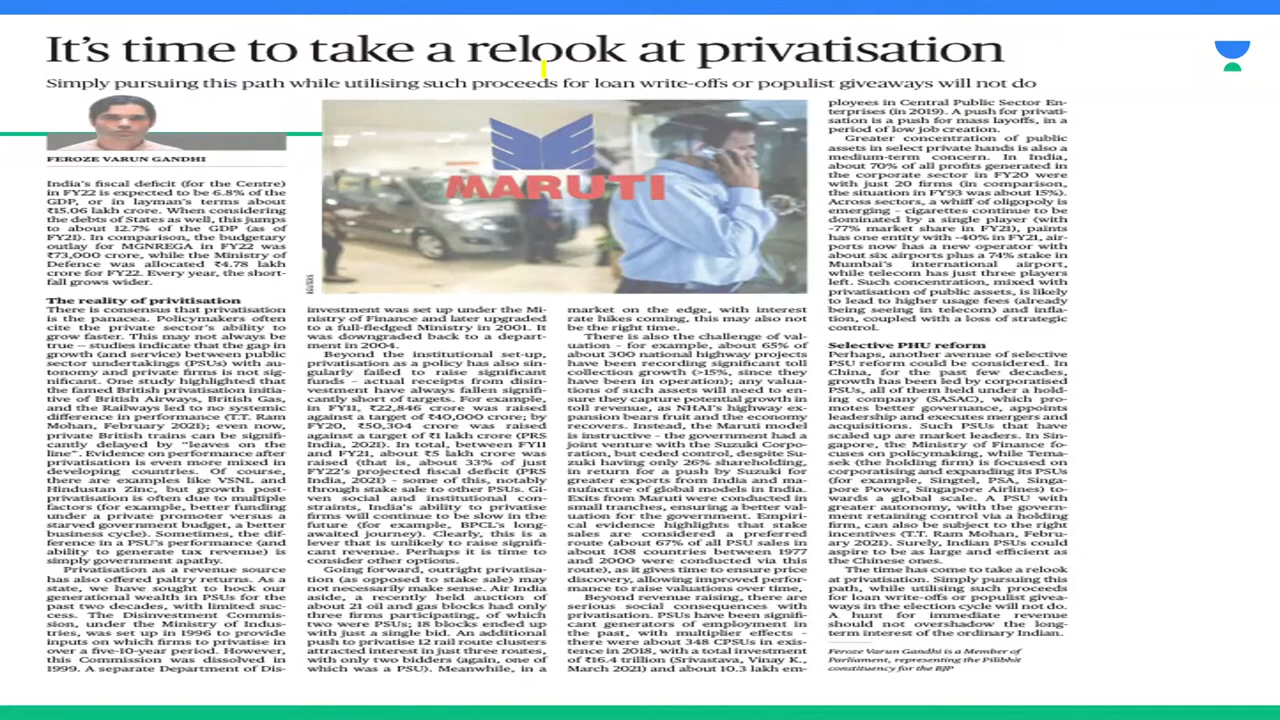 It's time to take a relook at privatisation
Simply pursuing this path while utilising such proceeds for loan write-offs or populist giveaways will not do
FEROZE VARUN GANDHI
India's fiscal deficit (for the Centre)
in FY22 is expected to be 6.8% of the
GDP, or in layman's terms about
₹15.06 lakh crore. When considering
the debts of States as well, this jumps
to about 12.7% of the GDP (as of
FY21). In comparison, the budgetary
outlay for MGNREGA in FY22 was
₹73,000 crore, while the Ministry of
Defence was allocated ₹4.78 lakh
crore for FY22. Every year, the short-
fall grows wider.
The reality of privitisation
There is consensus that privatisation
is the panacea. Policymakers often
cite the private sector's ability to
grow faster. This may not always be
true – studies indicate that the gap in
growth (and service) between public
sector undertakings (PSUs) with au-
tonomy and private firms is not sig-
nificant. One study highlighted that
the famed British privatisation initia-
tive of British Airways, British Gas,
and the Railways led to no systemic
difference in performance (T.T. Ram
Mohan, February 2021); even now,
private British trains can be signifi-
cantly delayed by "leaves on the
line". Evidence on performance after
privatisation is even more mixed in
developing countries. Of course,
there are examples like VSNL and
Hindustan Zinc, but growth post-
privatisation is often due to multiple
factors (for example, better funding
under a private promoter versus a
starved government budget, a better
business cycle). Sometimes, the dif-
ference in a PSU's performance (and
ability to generate tax revenue) is
simply government apathy.
Privatisation as a revenue source
has also offered paltry returns. As a
state, we have sought to hock our
generational wealth in PSUs for the
past two decades, with limited suc-
cess. The Disinvestment Commis-
sion, under the Ministry of Indus-
tries, was set up in 1996 to provide
inputs on which firms to privatise in
over a five-10-year period. However,
this Commission was dissolved in
1999. A separate Department of Dis-
MARUTI
REUTERS
investment was set up under the Mi-
nistry of Finance and later upgraded
to a full-fledged Ministry in 2001. It
was downgraded back to a depart-
ment in 2004.
Beyond the institutional set-up,
privatisation as a policy has also sin-
gularly failed to raise significant
funds – actual receipts from disin-
vestment have always fallen signifi-
cantly short of targets. For example,
in FY11, ₹22,846 crore was raised
against a target of ₹40,000 crore; by
FY20, ₹50,304 crore was raised
against a target of ₹1 lakh crore (PRS
India, 2021). In total, between FY11
and FY21, about ₹5 lakh crore was
raised (that is, about 33% of just
FY22's projected fiscal deficit (PRS
India, 2021) – some of this, notably
through stake sale to other PSUs. Gi-
ven social and institutional con-
straints, India's ability to privatise
firms will continue to be slow in the
future (for example, BPCL's long-
awaited journey). Clearly, this is a
lever that is unlikely to raise signifi-
cant revenue. Perhaps it is time to
consider other options.
Going forward, outright privatisa-
tion (as opposed to stake sale) may
not necessarily make sense. Air India
aside, a recently held auction of
about 21 oil and gas blocks had only
three firms participating, of which
two were PSUs; 18 blocks ended up
with just a single bid. An additional
push to privatise 12 rail route clusters
attracted interest in just three routes,
with only two bidders (again, one of
which was a PSU). Meanwhile, in a
market on the edge, with interest
rate hikes coming, this may also not
be the right time.
There is also the challenge of val-
uation – for example, about 65% of
about 300 national highway projects
have been recording significant toll
collection growth (>15%, since they
have been in operation); any valua-
tions of such assets will need to en-
sure they capture potential growth in
toll revenue, as NHAI's highway ex-
pansion bears fruit and the economy
recovers. Instead, the Maruti model
is instructive – the government had a
joint venture with the Suzuki Corpo-
ration, but ceded control, despite Su-
zuki having only 26% shareholding,
in return for a push by Suzuki for
greater exports from India and ma-
nufacture of global models in India.
Exits from Maruti were conducted in
small tranches, ensuring a better val-
uation for the government. Empiri-
cal evidence highlights that stake
sales are considered a preferred
route (about 67% of all PSU sales in
about 108 countries between 1977
and 2000 were conducted via this
route), as it gives time to ensure price
discovery, allowing improved perfor-
mance to raise valuations over time,
Beyond revenue raising, there are
serious social consequences with
privatisation. PSUs have been signifi-
cant generators of employment in
the past, with multiplier effects –
there were about 348 CPSUs in exis-
tence in 2018, with a total investment
of ₹16.4 trillion (Srivastava, Vinay K.,
March 2021) and about 10.3 lakh em-
ployees in Central Public Sector En-
terprises (in 2019). A push for privati-
sation is a push for mass layoffs, in a
period of low job creation.
Greater concentration of public
assets in select private hands is also a
medium-term concern. In India,
about 70% of all profits generated in
the corporate sector in FY20 were
with just 20 firms (in comparison,
the situation in FY93 was about 15%).
Across sectors, a whiff of oligopoly is
emerging – cigarettes continue to be
dominated by a single player (with
~77% market share in FY21), paints
has one entity with ~40% in FY21, air-
ports now has a new operator with
about six airports plus a 74% stake in
Mumbai's international airport,
while telecom has just three players
left. Such concentration, mixed with
privatisation of public assets, is likely
to lead to higher usage fees (already
being seeing in telecom) and infla-
tion, coupled with a loss of strategic
control.
Selective PHU reform
Perhaps, another avenue of selective
PSU reform could be considered. In
China, for the past few decades,
growth has been led by corporatised
PSUs, all of them held under a hold-
ing company (SASAC), which pro-
motes better governance, appoints
leadership and executes mergers and
acquisitions. Such PSUs that have
scaled up are market leaders. In Sin-
gapore, the Ministry of Finance fo-
cuses on policymaking, while Tema-
sek (the holding firm) is focused on
corporatising and expanding its PSUs
(for example, Singtel, PSA, Singa-
pore Power, Singapore Airlines) to-
wards a global scale. A PSU with
greater autonomy, with the govern-
ment retaining control via a holding
firm, can also be subject to the right
incentives (T.T. Ram Mohan, Febru-
ary 2021). Surely, Indian PSUs could
aspire to be as large and efficient as
the Chinese ones.
The time has come to take a relook
at privatisation. Simply pursuing this
path, while utilising such proceeds
for loan write-offs or populist givea-
ways in the election cycle will not do.
A hunt for immediate revenue
should not overshadow the long-
term interest of the ordinary Indian.
Feroze Varun Gandhi is a Member of
Parliament, representing the Pilibhit
constituency for the BJP